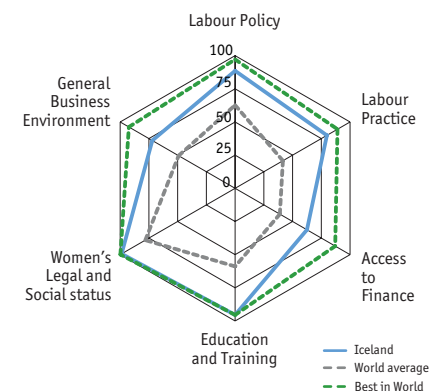 Labour Policy
100
75
50
25
0
General
Business
Environment
Labour
Practice
Women's
Legal and
Social status
Access
to
Finance
Education
and Training
Iceland
World average
Best in World